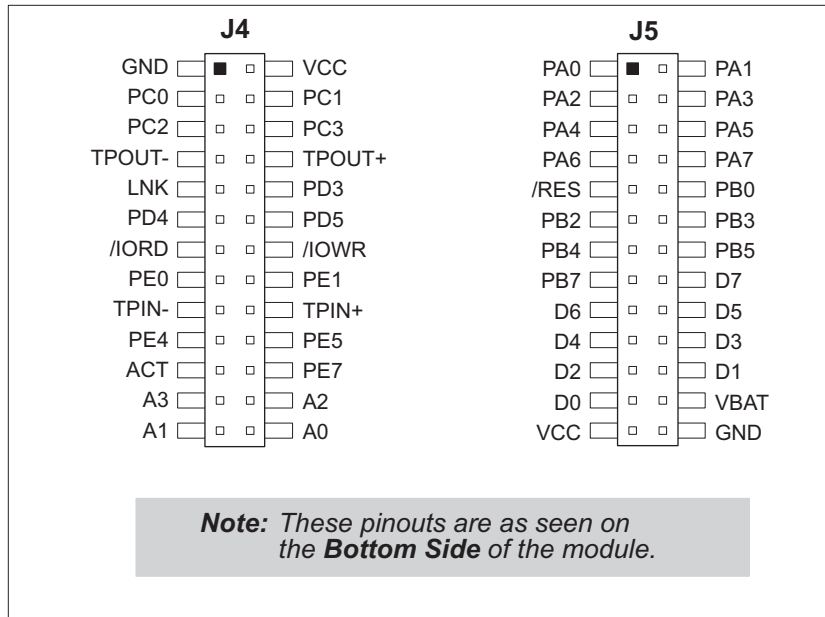 J4 J5
GND VCC PA0 PA1
PC0 PC1 PA2 PA3
PC2 PC3 PA4 PA5
TPOUT- TPOUT+ PA6 PA7
LNK PD3 /RES PB0
PD4 PD5 PB2 PB3
/IORD /IOWR PB4 PB5
PE0 PE1 PB7 D7
TPIN- TPIN+ D6 D5
PE4 PE5 D4 D3
ACT PE7 D2 D1
A3 A2 D0 VBAT
A1 A0 VCC GND
Note: These pinouts are as seen on
the Bottom Side of the module.